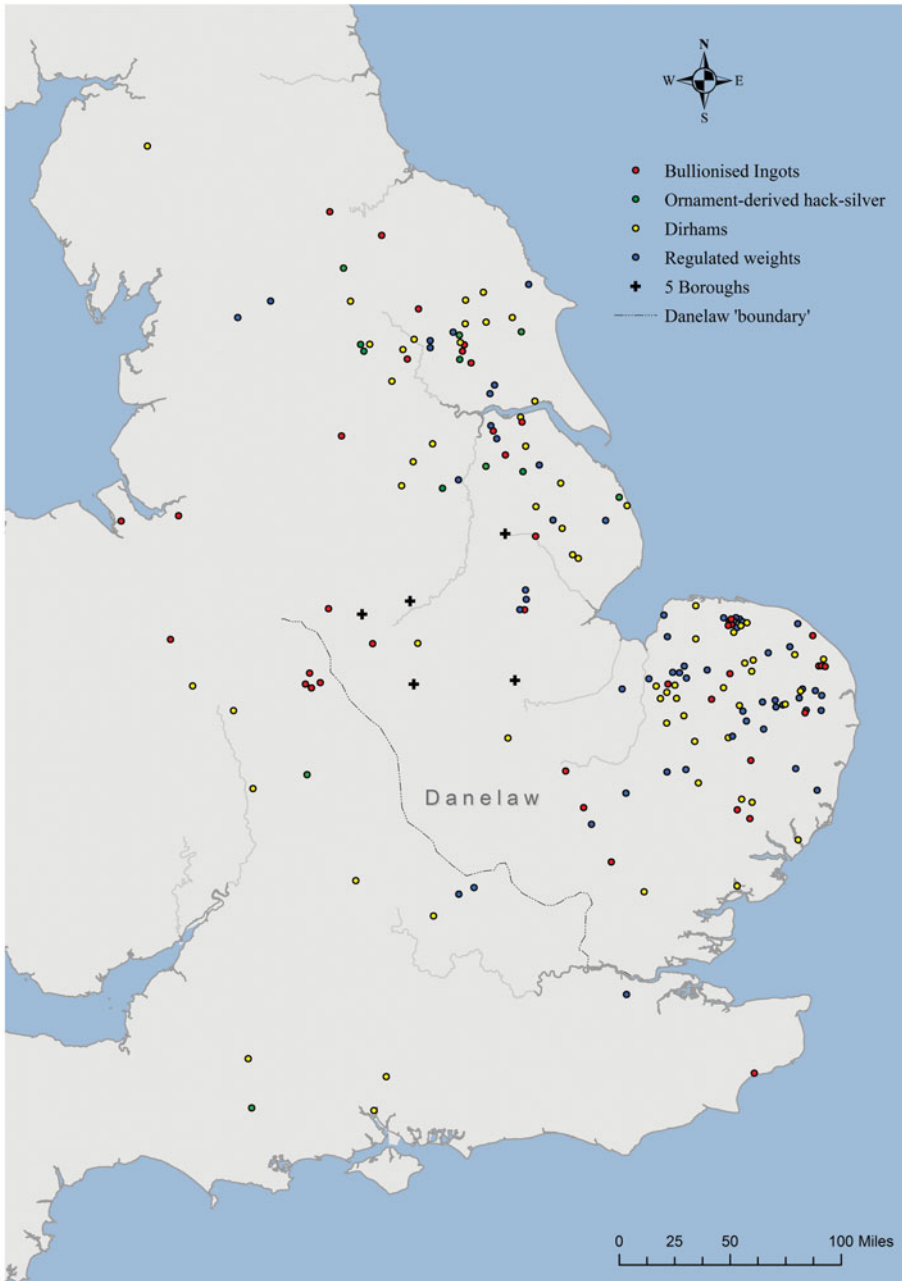 N
W E
S
Bullionised Ingots
Ornament-derived hack-silver
Dirhams
Regulated weights
5 Boroughs
Danelaw 'boundary'
Danelaw
0 25 50 100 Miles